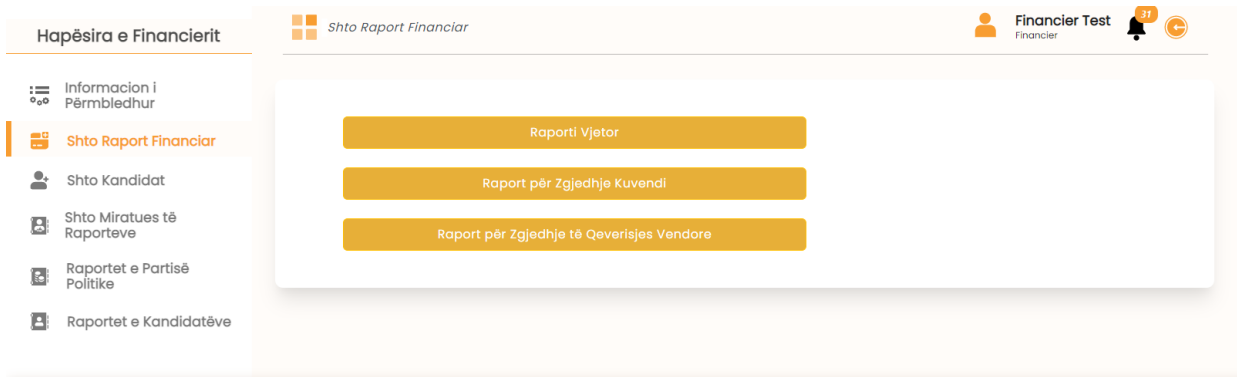 Hapësira e Financierit
Informacion i
Përmbledhur
Shto Raport Financiar
Shto Kandidat
Shto Miratues të
Raporteve
Raportet e Partisë
Politike
Raportet e Kandidatëve
Shto Raport Financiar
Financier Test
Financier
31
Raporti Vjetor
Raport për Zgjedhje Kuvendi
Raport për Zgjedhje të Qeverisjes Vendore